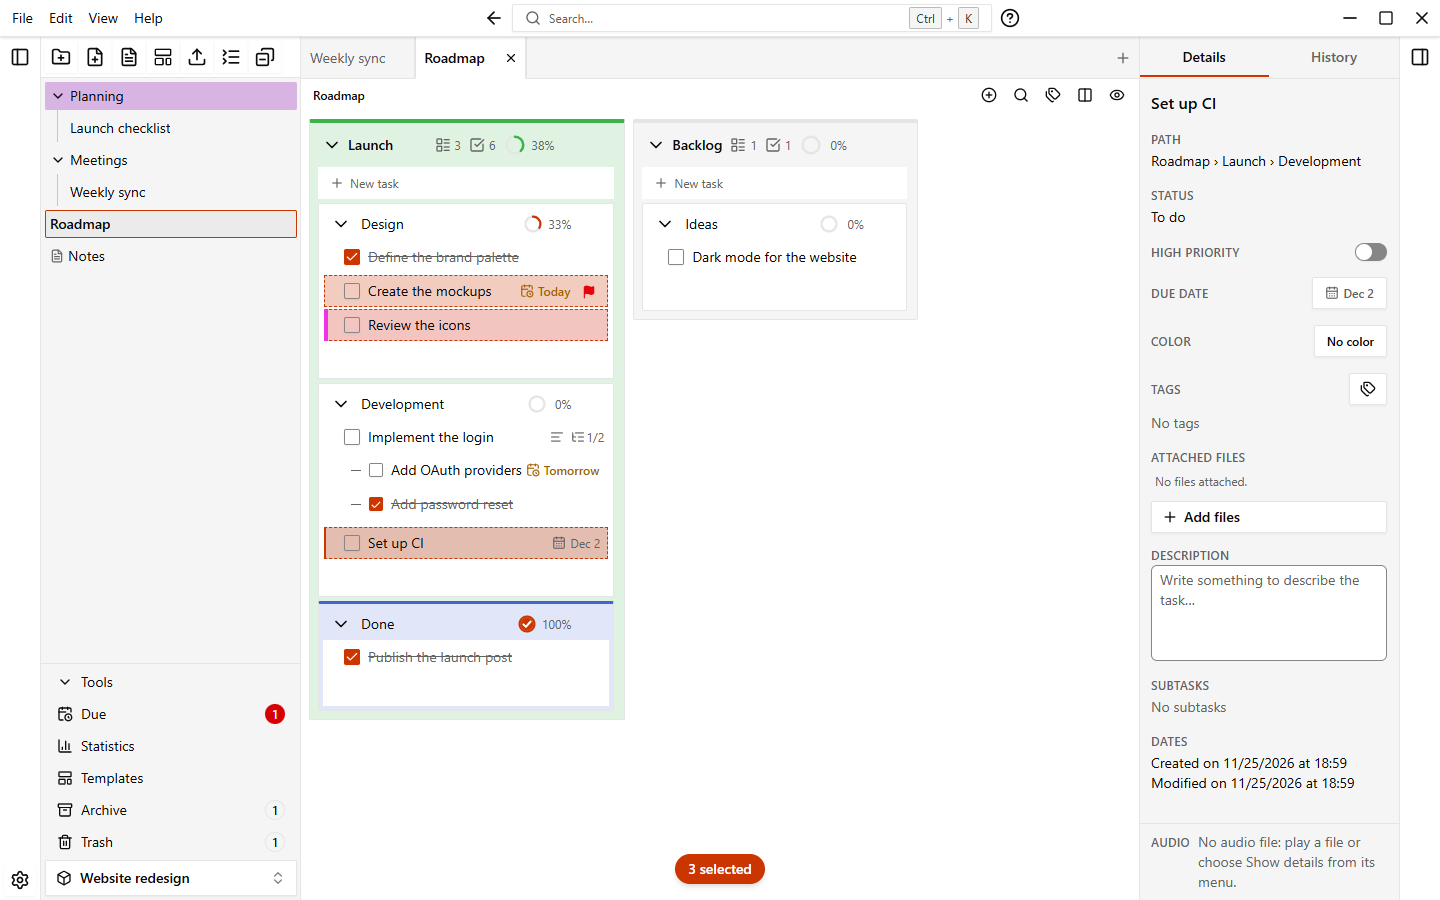 File Edit View Help
Search...
Ctrl + K
Planning
Launch checklist
Meetings
Weekly sync
Roadmap
Notes
Tools
Due 1
Statistics
Templates
Archive 1
Trash 1
Website redesign
Weekly sync
Roadmap
Roadmap
Launch 3 6 38%
New task
Design 33%
Define the brand palette
Create the mockups Today
Review the icons
Development 0%
Implement the login 1/2
Add OAuth providers Tomorrow
Add password reset
Set up CI Dec 2
Done 100%
Publish the launch post
Backlog 1 1 0%
New task
Ideas 0%
Dark mode for the website
3 selected
Details History
Set up CI
PATH
Roadmap › Launch › Development
STATUS
To do
HIGH PRIORITY
DUE DATE Dec 2
COLOR No color
TAGS
No tags
ATTACHED FILES
No files attached.
Add files
DESCRIPTION
Write something to describe the
task...
SUBTASKS
No subtasks
DATES
Created on 11/25/2026 at 18:59
Modified on 11/25/2026 at 18:59
AUDIO No audio file: play a file or
choose Show details from its
menu.